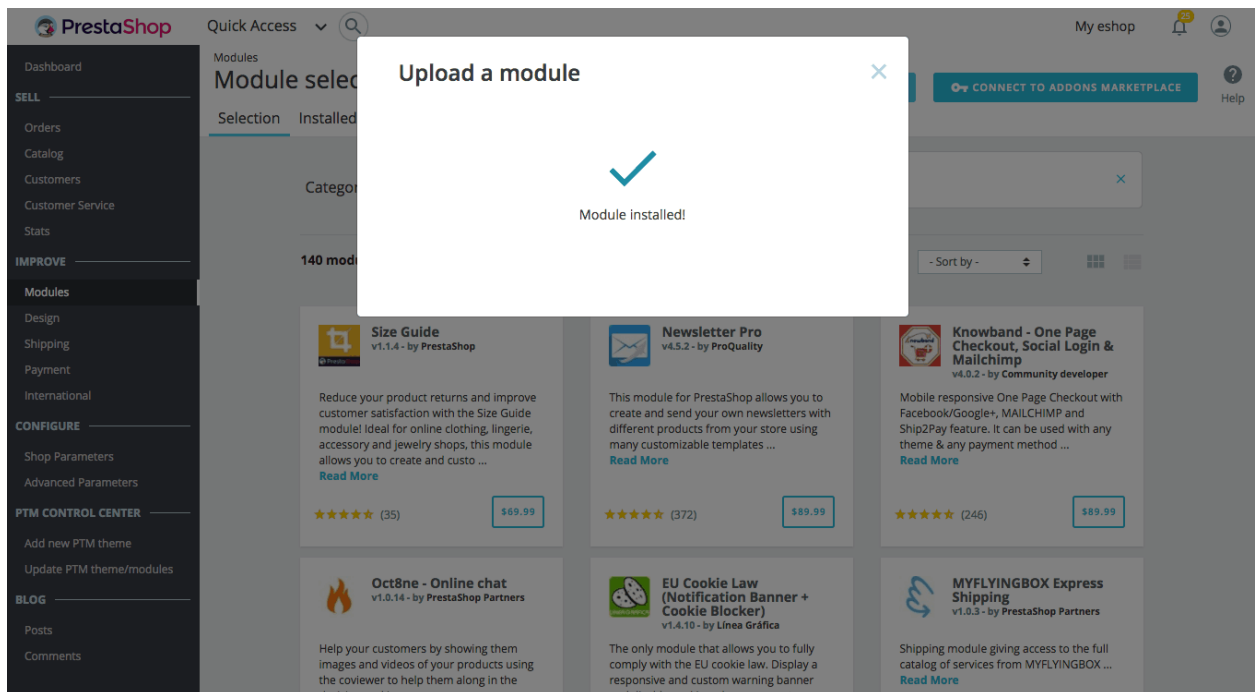 PrestaShop
Quick Access
My eshop
21
Dashboard
SELL
Orders
Catalog
Customers
Customer Service
Stats
IMPROVE
Modules
Design
Shipping
Payment
International
CONFIGURE
Shop Parameters
Advanced Parameters
PTM CONTROL CENTER
Add new PTM theme
Update PTM theme/modules
BLOG
Posts
Comments
Modules
Module selec
CONNECT TO ADDONS MARKETPLACE
Help
Selection Installed
Upload a module
Module installed!
Categor
140 modu
- Sort by -
Size Guide
v1.1.4 - by PrestaShop
Reduce your product returns and improve
customer satisfaction with the Size Guide
module! Ideal for online clothing, lingerie,
accessory and jewelry shops, this module
allows you to create and custo ...
Read More
(35)
$69.99
Newsletter Pro
v4.5.2 - by ProQuality
This module for PrestaShop allows you to
create and send your own newsletters with
different products from your store using
many customizable templates ...
Read More
(372)
$89.99
Knowband - One Page
Checkout, Social Login &
Mailchimp
v4.0.2 - by Community developer
Mobile responsive One Page Checkout with
Facebook/Google+, MAILCHIMP and
Ship2Pay feature. It can be used with any
theme & any payment method ...
Read More
(246)
$89.99
Oct8ne - Online chat
v1.0.14 - by PrestaShop Partners
Help your customers by showing them
images and videos of your products using
the coviewer to help them along in the
EU Cookie Law
(Notification Banner +
Cookie Blocker)
v1.4.10 - by Línea Gráfica
The only module that allows you to fully
comply with the EU cookie law. Display a
responsive and custom warning banner
MYFLYINGBOX Express
Shipping
v1.0.3 - by PrestaShop Partners
Shipping module giving access to the full
catalog of services from MYFLYINGBOX ...
Read More